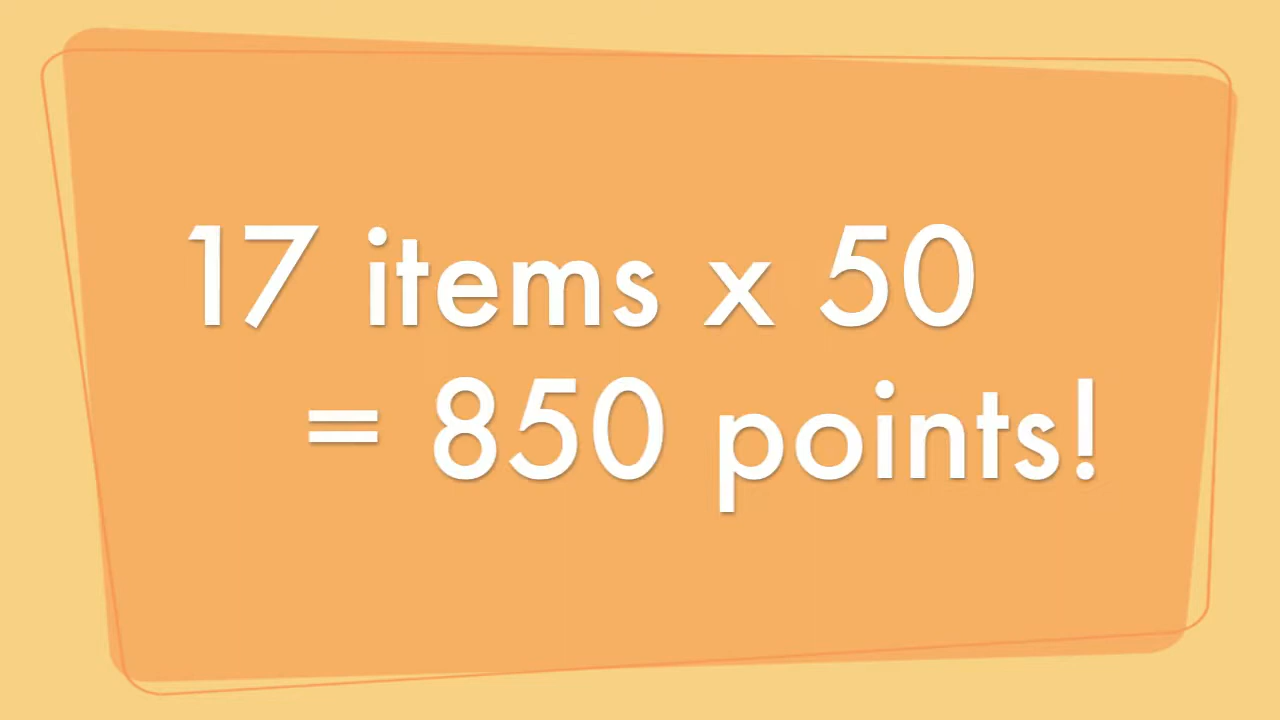 17 items x 50
= 850 points!